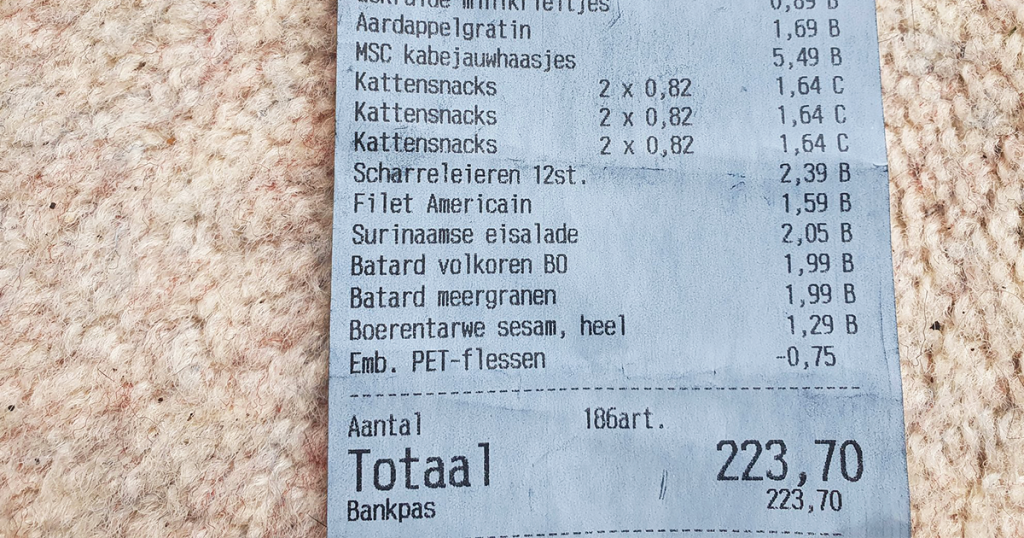 0,89 B
Aardappelgratin 1,69 B
MSC kabejauwhaasjes 5,49 B
Kattensnacks 2 x 0,82 1,64 C
Kattensnacks 2 x 0,82 1,64 C
Kattensnacks 2 x 0,82 1,64 C
Scharreleieren 12st. 2,39 B
Filet Americain 1,59 B
Surinaamse eisalade 2,05 B
Batard volkoren BO 1,99 B
Batard meergranen 1,99 B
Boerentarwe sesam, heel 1,29 B
Emb. PET-flessen -0,75
Aantal 186art.
Totaal 223,70
Bankpas 223,70